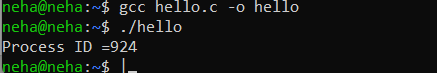 neha@neha:~$ gcc hello.c -o hello
neha@neha:~$ ./hello
Process ID =924
neha@neha:~$